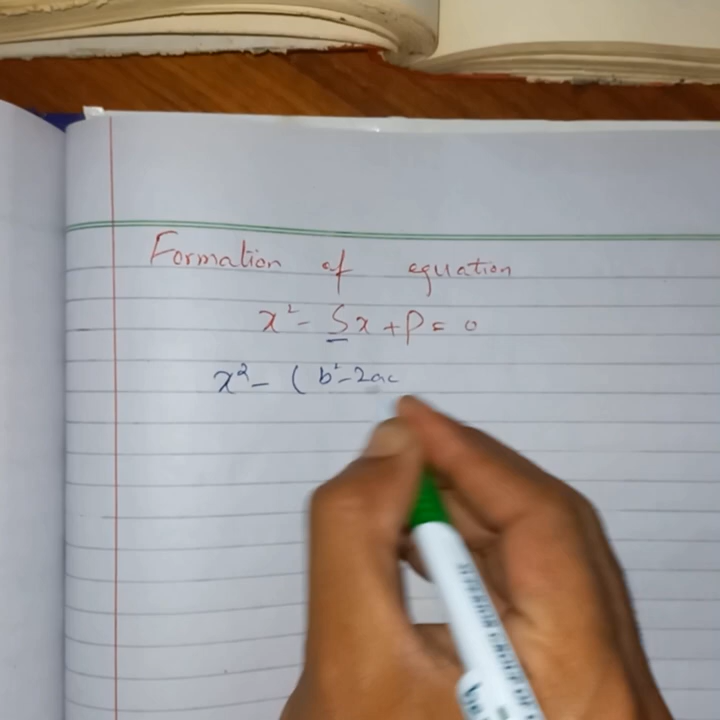 Formation of equation
x² - Sx + P = 0
x² - ( b² - 2ac